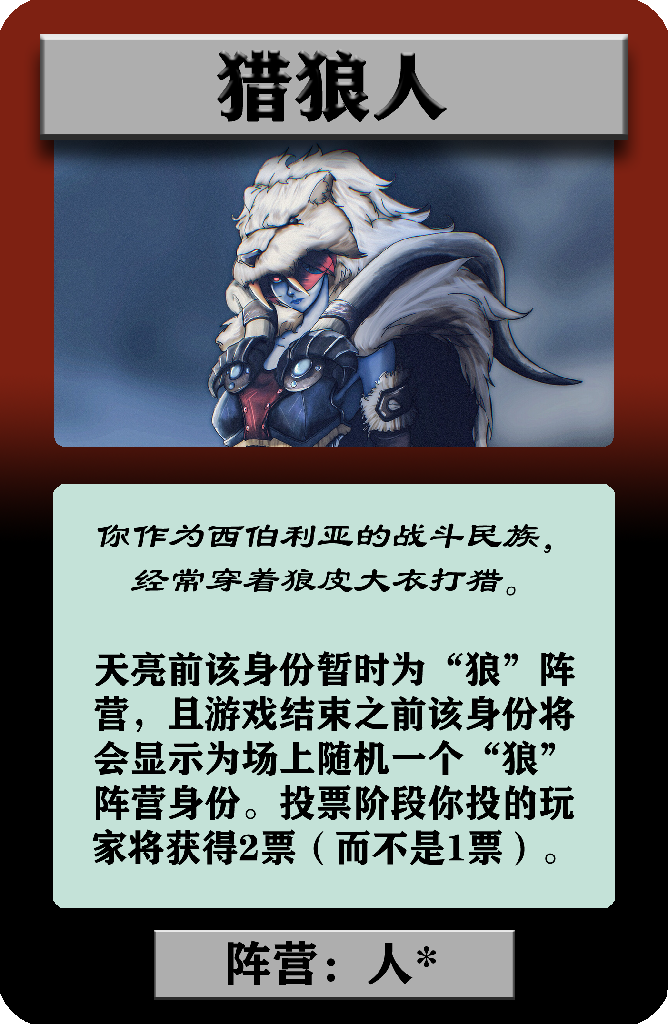 猎狼人
你作为西伯利亚的战斗民族，
经常穿着狼皮大衣打猎。
天亮前该身份暂时为“狼”阵
营，且游戏结束之前该身份将
会显示为场上随机一个“狼”
阵营身份。投票阶段你投的玩
家将获得2票（而不是1票）。
阵营：人*